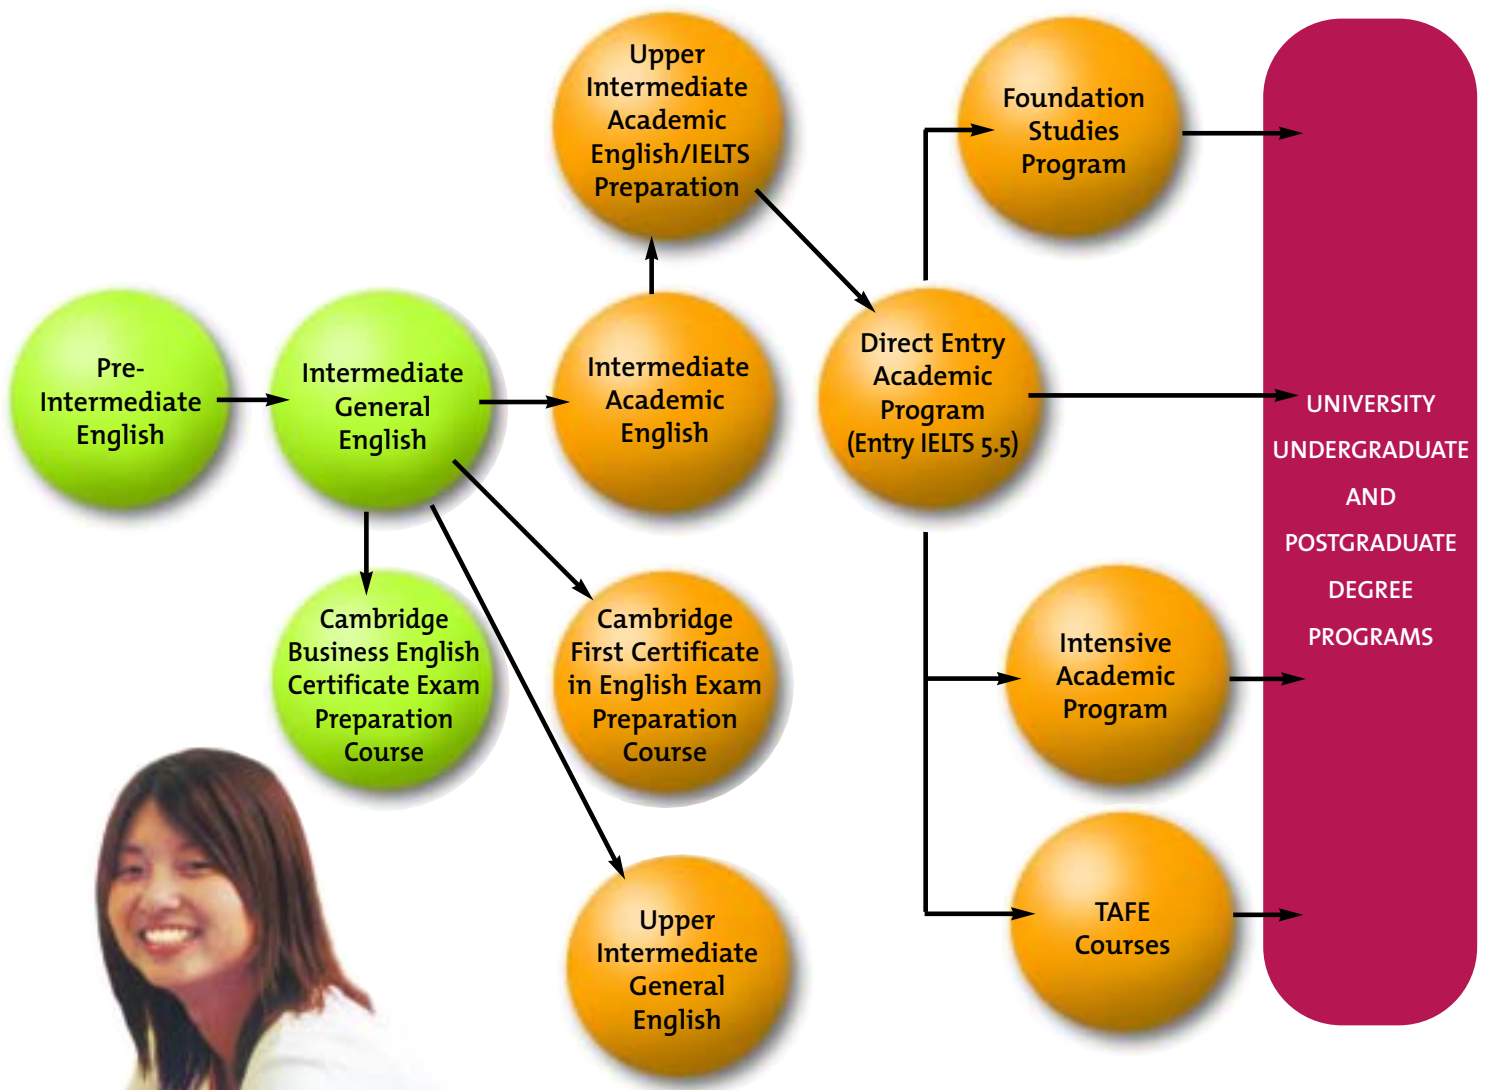 Upper
Intermediate
Academic
English/IELTS
Preparation
Foundation
Studies
Program
Pre-
Intermediate
English
Intermediate
General
English
Intermediate
Academic
English
Direct Entry
Academic
Program
(Entry IELTS 5.5)
UNIVERSITY
UNDERGRADUATE
AND
POSTGRADUATE
DEGREE
PROGRAMS
Cambridge
Business English
Certificate Exam
Preparation
Course
Cambridge
First Certificate
in English Exam
Preparation
Course
Intensive
Academic
Program
Upper
Intermediate
General
English
TAFE
Courses